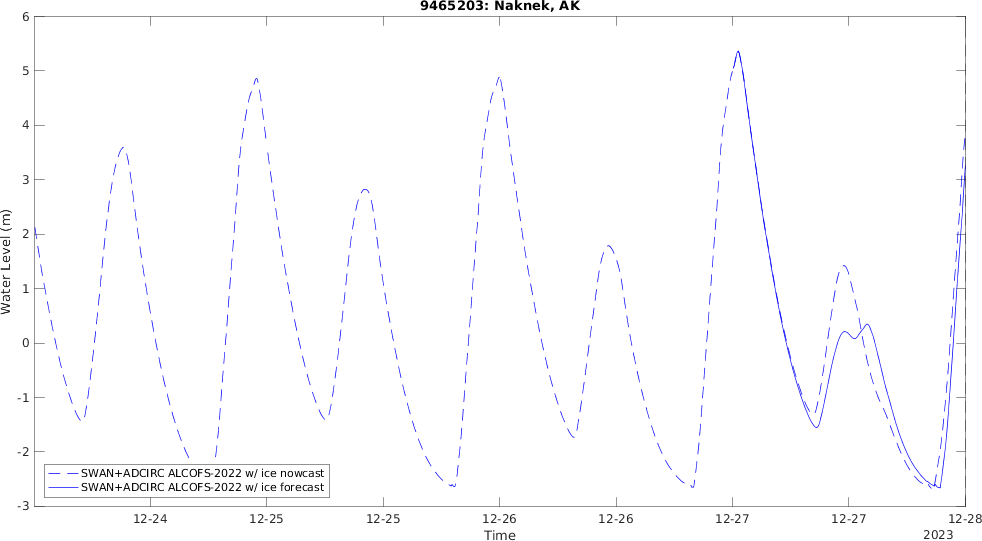 9465203: Naknek, AK
Water Level (m)
6
5
4
3
2
1
0
-1
-2
-3
SWAN+ADCIRC ALCOFS-2022 w/ ice nowcast
SWAN+ADCIRC ALCOFS-2022 w/ ice forecast
12-24 12-25 12-25 12-26 12-26 12-27 12-27 12-28
Time
2023